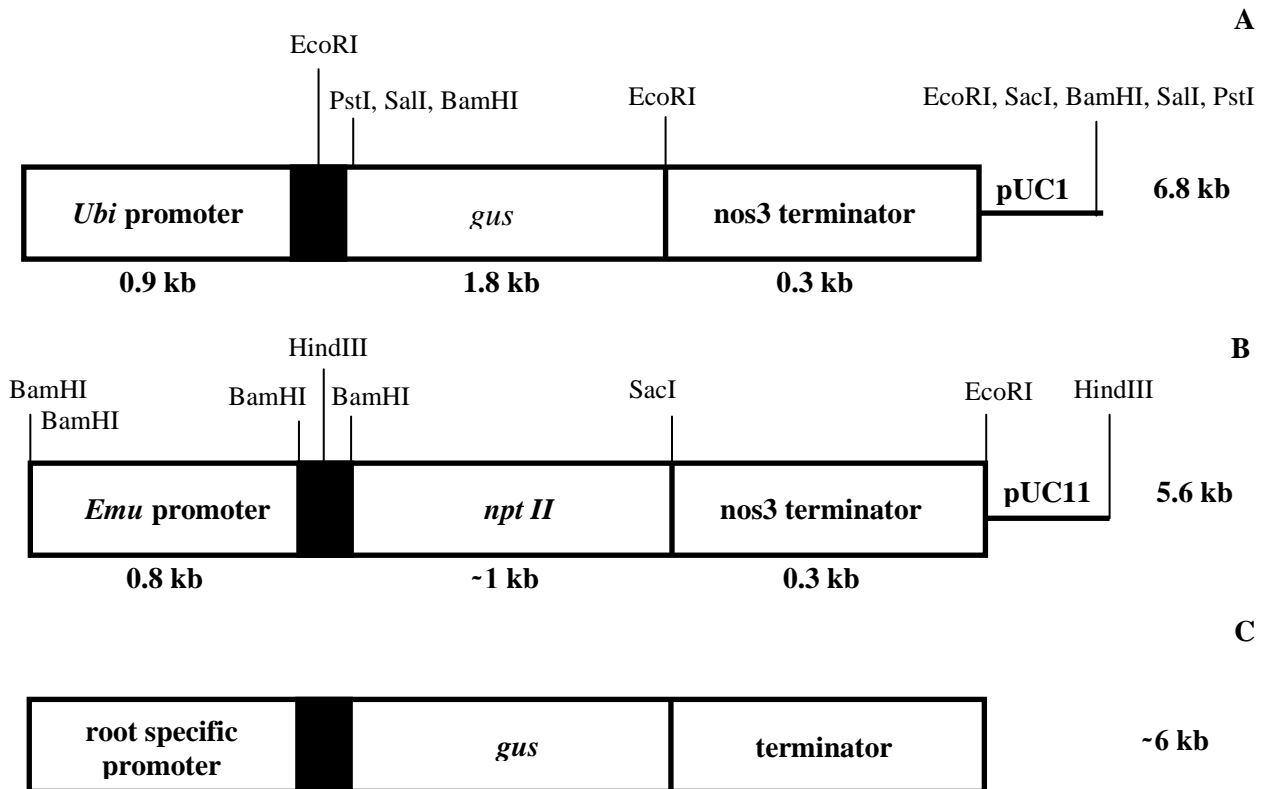 A
EcoRI
PstI, SalI, BamHI
EcoRI
EcoRI, SacI, BamHI, SalI, PstI
Ubi promoter
gus
nos3 terminator
pUC1
6.8 kb
0.9 kb
1.8 kb
0.3 kb
B
HindIII
BamHI
BamHI
BamHI
BamHI
SacI
EcoRI
HindIII
Emu promoter
npt II
nos3 terminator
pUC11
5.6 kb
0.8 kb
~1 kb
0.3 kb
C
root specific
promoter
gus
terminator
~6 kb